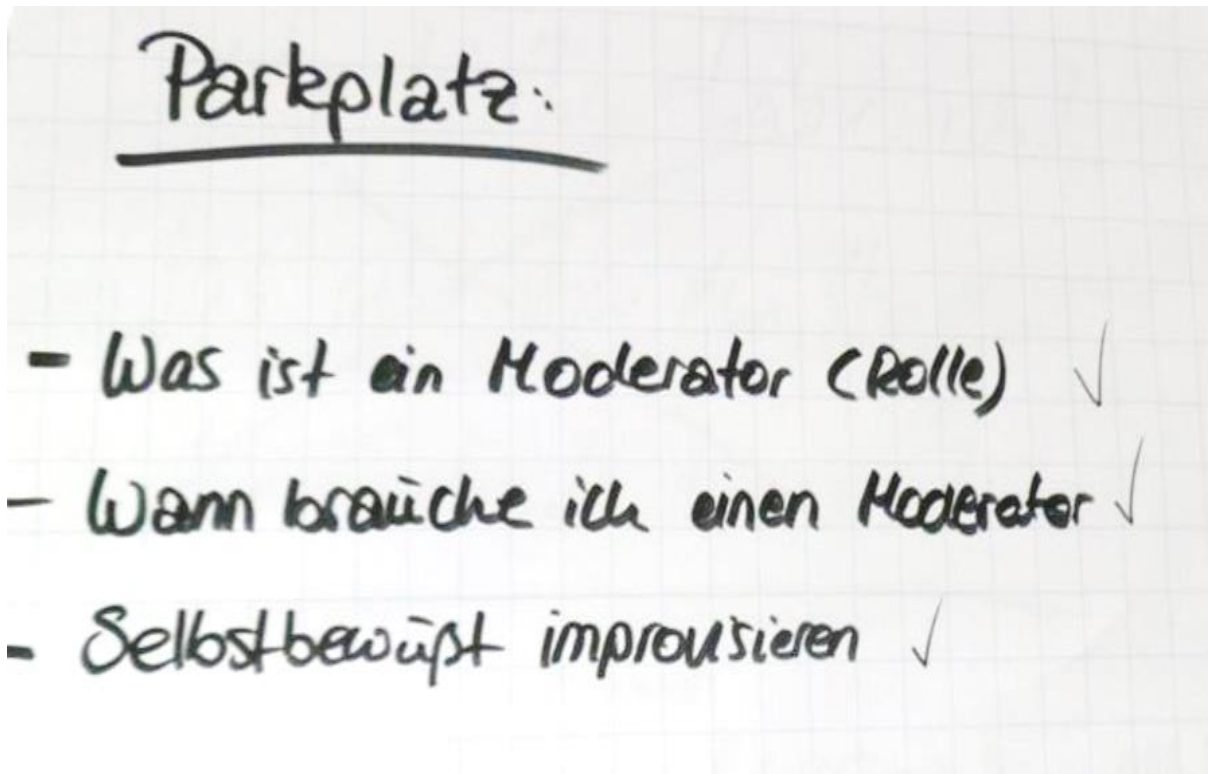 Parkplatz:
- Was ist ein Moderator (Rolle) ✓
- Wann brauche ich einen Moderator ✓
- Selbstbewußt improvisieren ✓